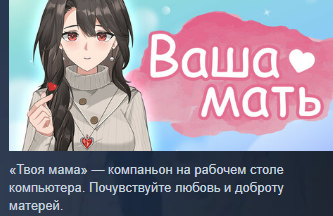 Ваша
мать
«Твоя мама» — компаньон на рабочем столе
компьютера. Почувствуйте любовь и доброту
матерей.